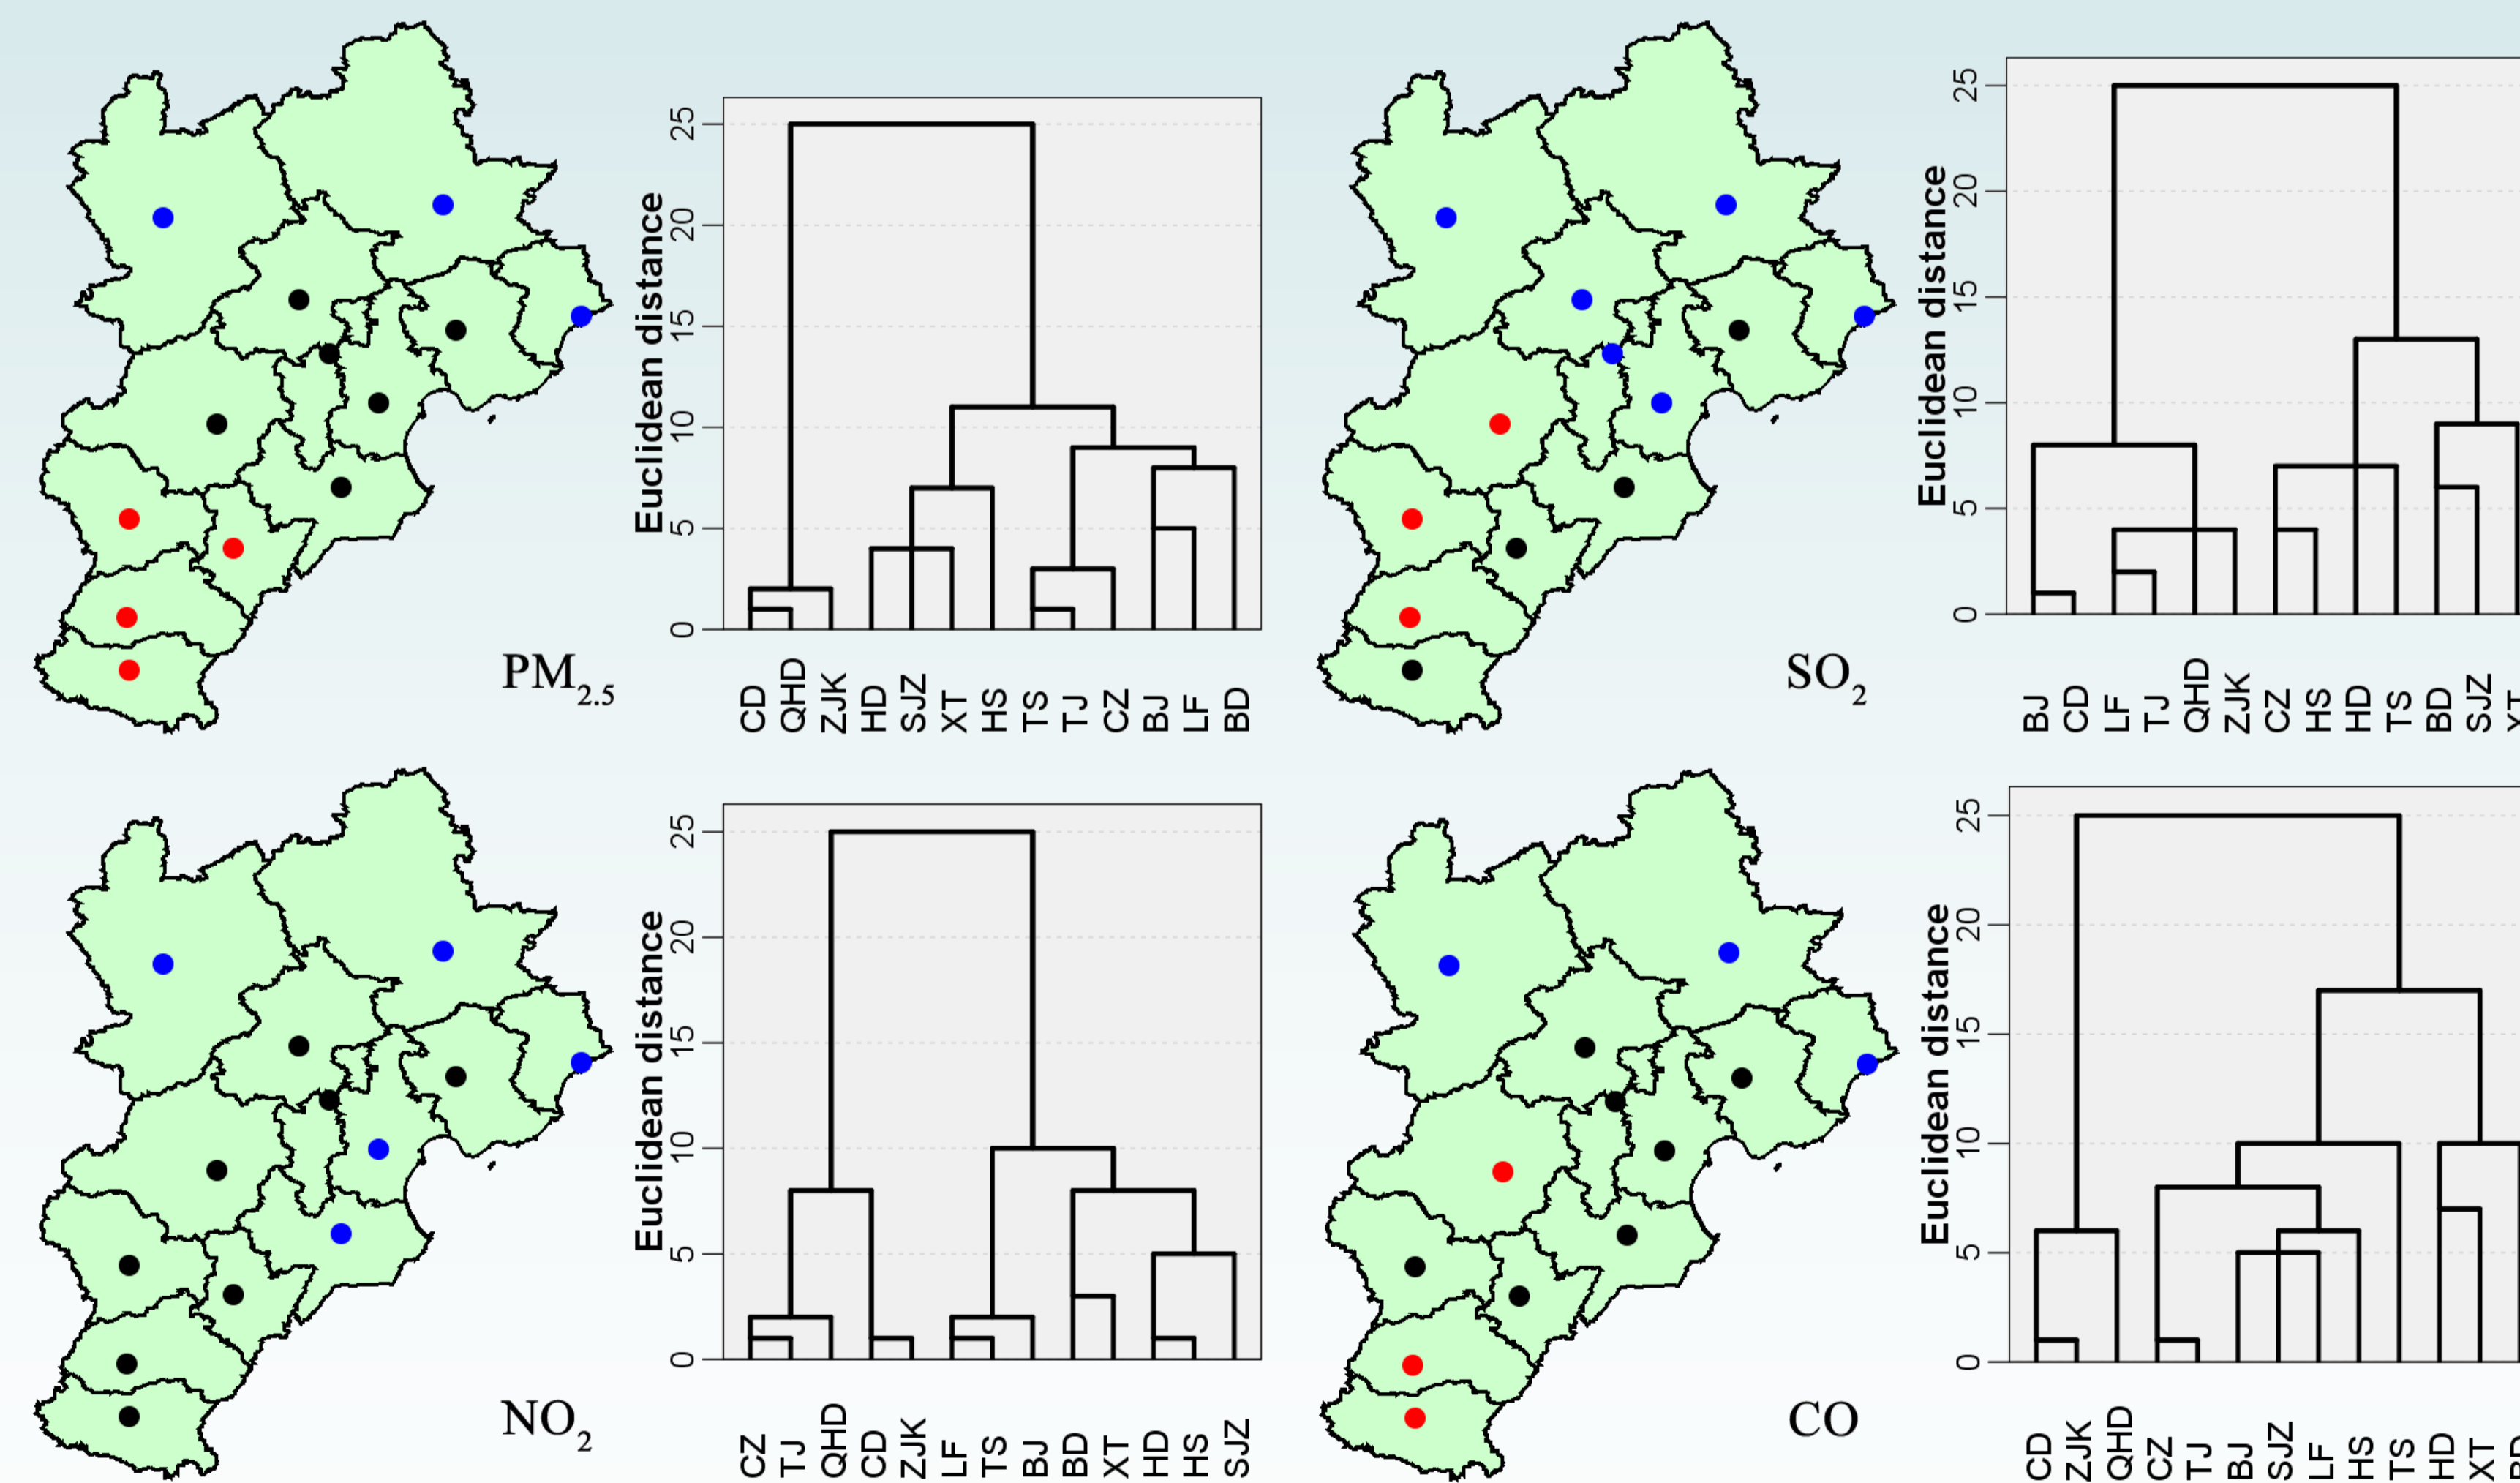 Euclidean distance
25
20
15
10
5
0
CD QHD ZJK HD SJZ XT HS TS TJ CZ BJ LF BD
PM2.5
Euclidean distance
25
20
15
10
5
0
BJ CD LF TJ QHD ZJK CZ HS HD TS BD SJZ
SO2
Euclidean distance
25
20
15
10
5
0
CZ TJ QHD CD ZJK LF TS BJ BD XT HD HS SJZ
NO2
Euclidean distance
25
20
15
10
5
0
CD ZJK QHD CZ TJ BJ SJZ LF HS TS HD XT
CO